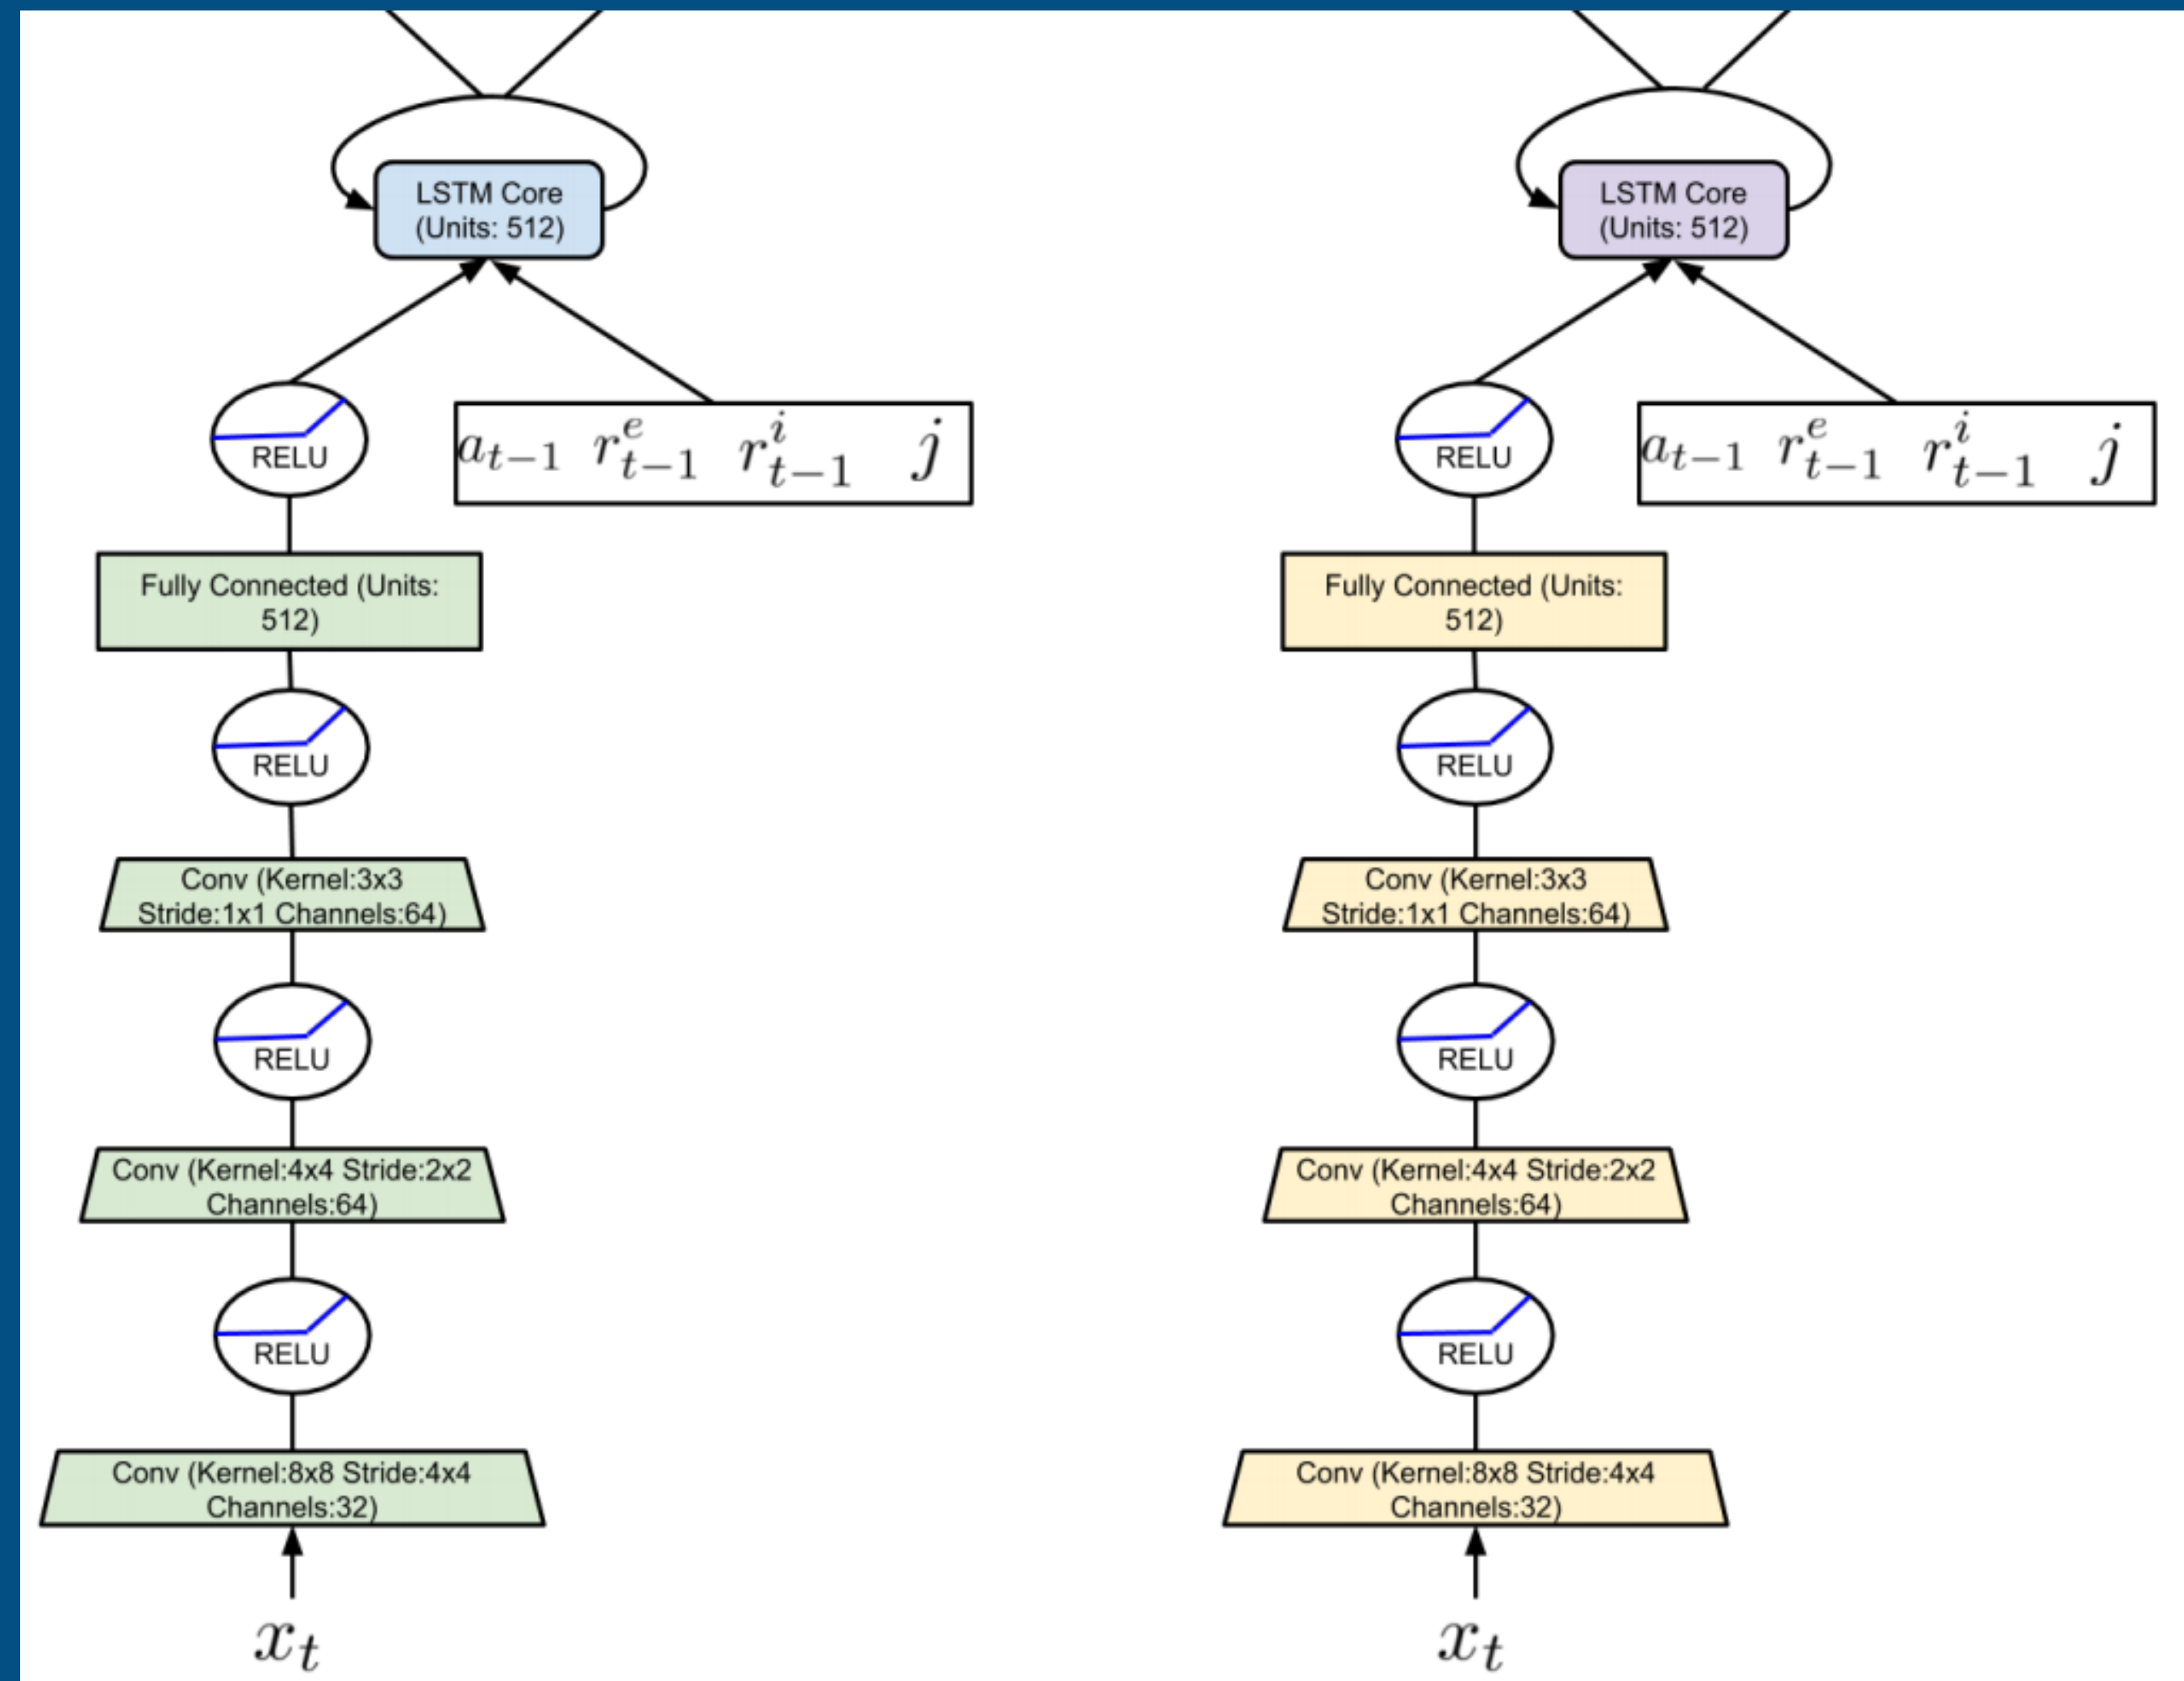 LSTM Core
(Units: 512)
RELU
a_{t-1} r^e_{t-1} r^i_{t-1} j
Fully Connected (Units:
512)
RELU
Conv (Kernel:3x3
Stride:1x1 Channels:64)
RELU
Conv (Kernel:4x4 Stride:2x2
Channels:64)
RELU
Conv (Kernel:8x8 Stride:4x4
Channels:32)
x_t
LSTM Core
(Units: 512)
RELU
a_{t-1} r^e_{t-1} r^i_{t-1} j
Fully Connected (Units:
512)
RELU
Conv (Kernel:3x3
Stride:1x1 Channels:64)
RELU
Conv (Kernel:4x4 Stride:2x2
Channels:64)
RELU
Conv (Kernel:8x8 Stride:4x4
Channels:32)
x_t